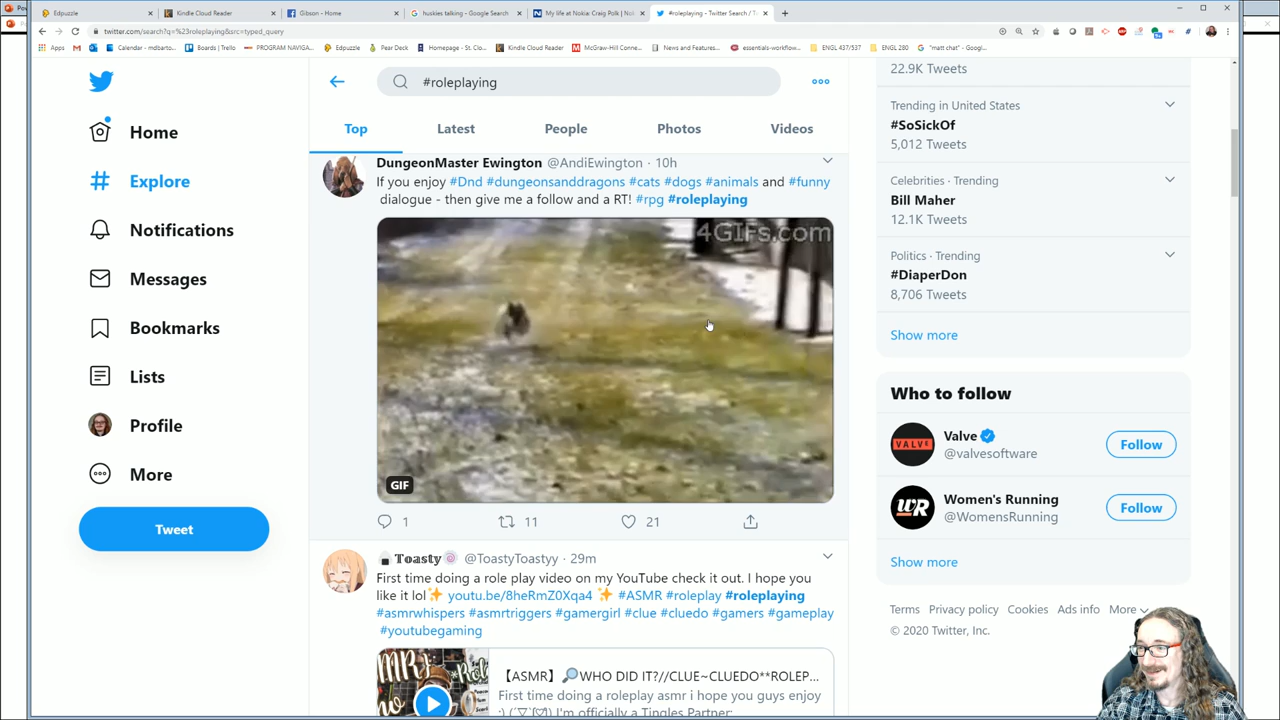 Edpuzzle
Kindle Cloud Reader
Gibson - Home
huskies talking - Google Search
My life at Nokia: Craig Polk | No
#roleplaying - Twitter Search / T
twitter.com/search?q=%23roleplaying&src=typed_query
Apps
Calendar - mdbarto...
Boards | Trello
PROGRAM NAVIGA...
Edpuzzle
Pear Deck
Homepage - St. Clo...
Kindle Cloud Reader
McGraw-Hill Conne...
News and Features...
essentials-workflow...
ENGL 437/537
ENGL 280
"matt chat" - Googl...
Home
Explore
Notifications
Messages
Bookmarks
Lists
Profile
More
Tweet
#roleplaying
Top
Latest
People
Photos
Videos
DungeonMaster Ewington @AndiEwington · 10h
If you enjoy #Dnd #dungeonsanddragons #cats #dogs #animals and #funny
dialogue - then give me a follow and a RT! #rpg #roleplaying
4GIFs.com
GIF
1
11
21
Toasty @ToastyToastyy · 29m
First time doing a role play video on my YouTube check it out. I hope you
like it lol✨ youtu.be/8heRmZ0Xqa4 ✨ #ASMR #roleplay #roleplaying
#asmrwhispers #asmrtriggers #gamergirl #clue #cluedo #gamers #gameplay
#youtubegaming
【ASMR】🔎WHO DID IT?//CLUE~CLUEDO**ROLEP...
First time doing a roleplay asmr i hope you guys enjoy
I'm officially a Tingles Partner:
22.9K Tweets
Trending in United States
#SoSickOf
5,012 Tweets
Celebrities · Trending
Bill Maher
12.1K Tweets
Politics · Trending
#DiaperDon
8,706 Tweets
Show more
Who to follow
VALVE
Valve
@valvesoftware
Follow
WR
Women's Running
@WomensRunning
Follow
Show more
Terms Privacy policy Cookies Ads info More
© 2020 Twitter, Inc.